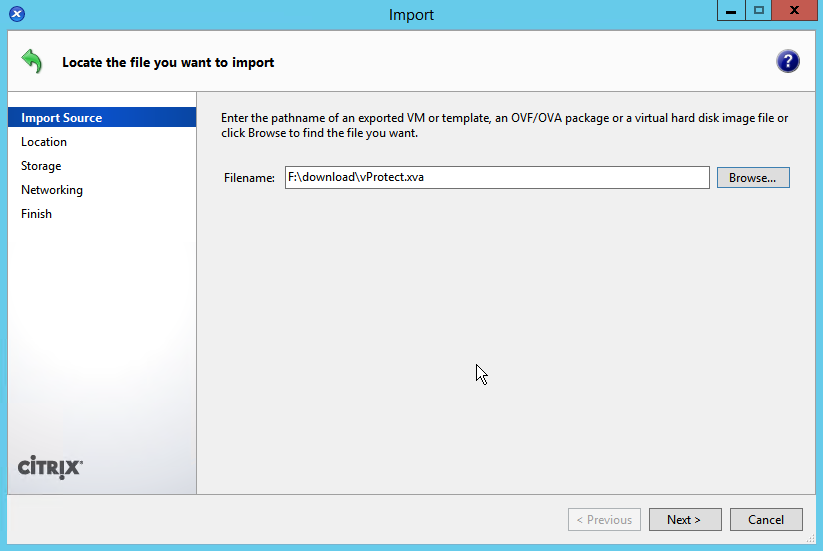 Import
Locate the file you want to import
?
Import Source
Location
Storage
Networking
Finish
Enter the pathname of an exported VM or template, an OVF/OVA package or a virtual hard disk image file or
click Browse to find the file you want.
Filename:
F:\download\vProtect.xva
Browse...
CİTRIX
< Previous
Next >
Cancel